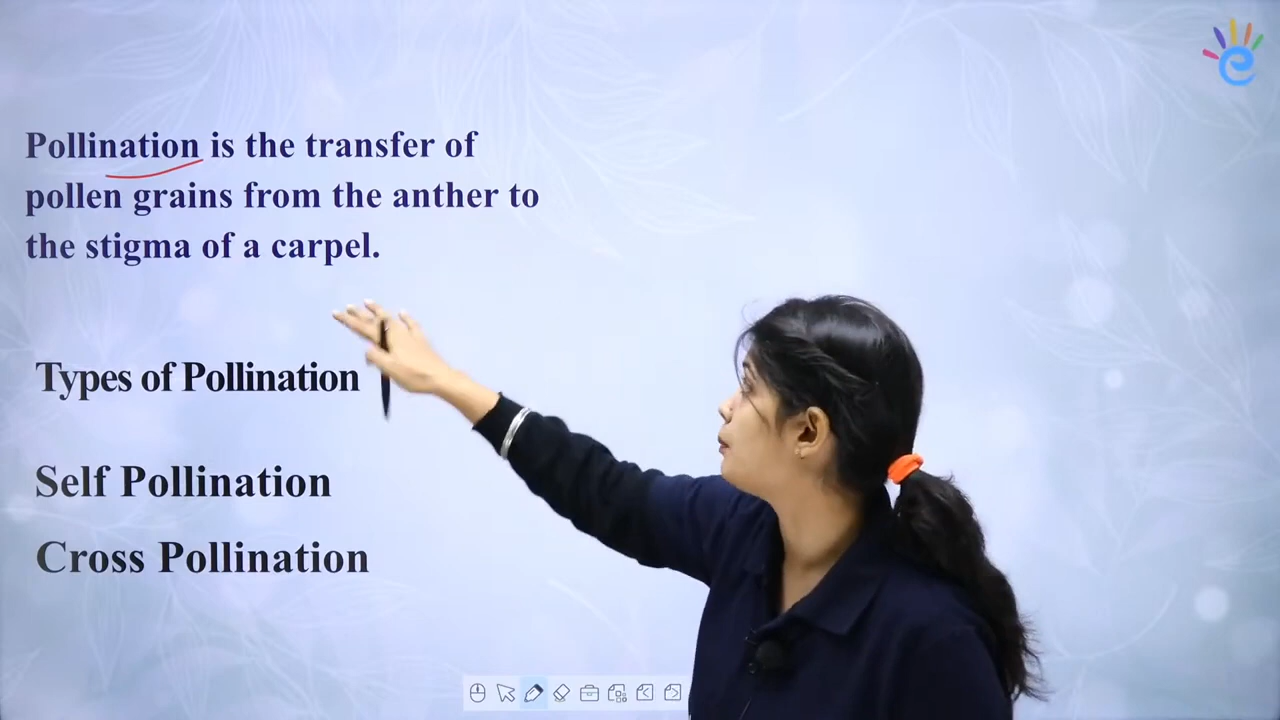 Pollination is the transfer of
pollen grains from the anther to
the stigma of a carpel.
Types of Pollination
Self Pollination
Cross Pollination